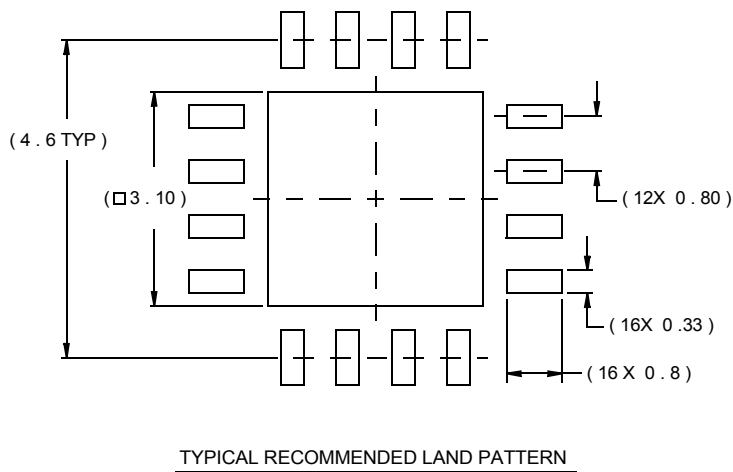 ( 4 . 6 TYP )
( □ 3 . 10 )
( 12X 0 . 80 )
( 16X 0 .33 )
( 16 X 0 . 8 )
TYPICAL RECOMMENDED LAND PATTERN